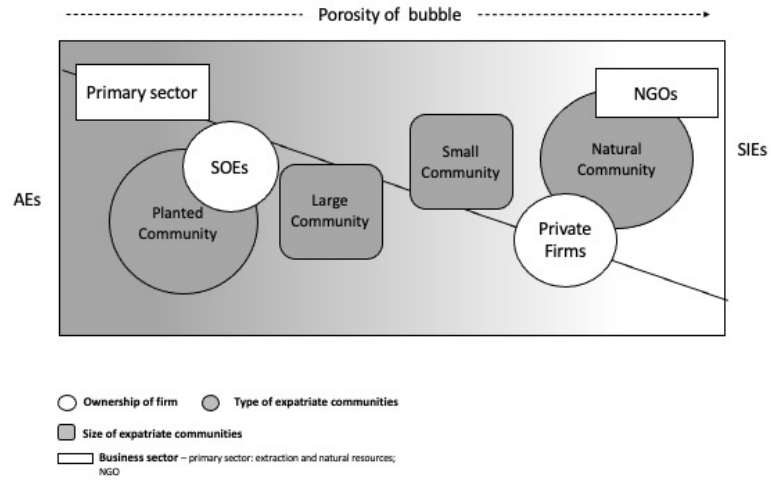 Porosity of bubble
Primary sector
NGOs
SOEs
Small
Community
Natural
Community
SIEs
AEs
Planted
Community
Large
Community
Private
Firms
Ownership of firm
Type of expatriate communities
Size of expatriate communities
Business sector – primary sector: extraction and natural resources;
NGO